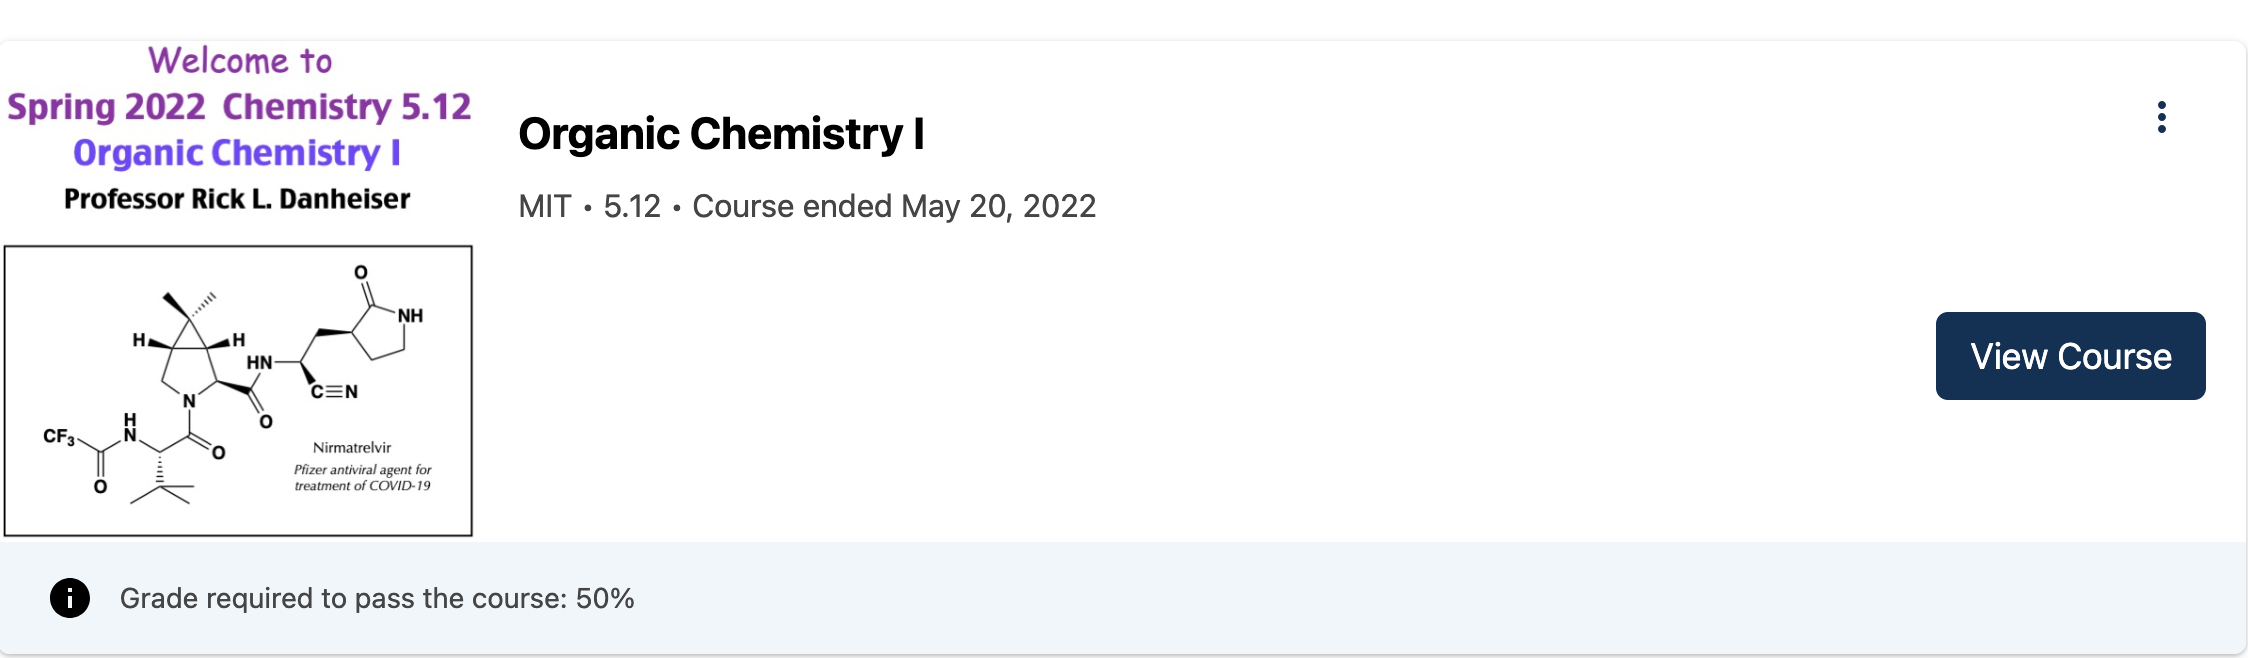 Welcome to
Spring 2022 Chemistry 5.12
Organic Chemistry I
Professor Rick L. Danheiser
O
NH
H
H
HN
C≡N
N
O
H
N
CF₃
O
O
Nirmatrelvir
Pfizer antiviral agent for
treatment of COVID-19
Organic Chemistry I
MIT • 5.12 • Course ended May 20, 2022
View Course
Grade required to pass the course: 50%